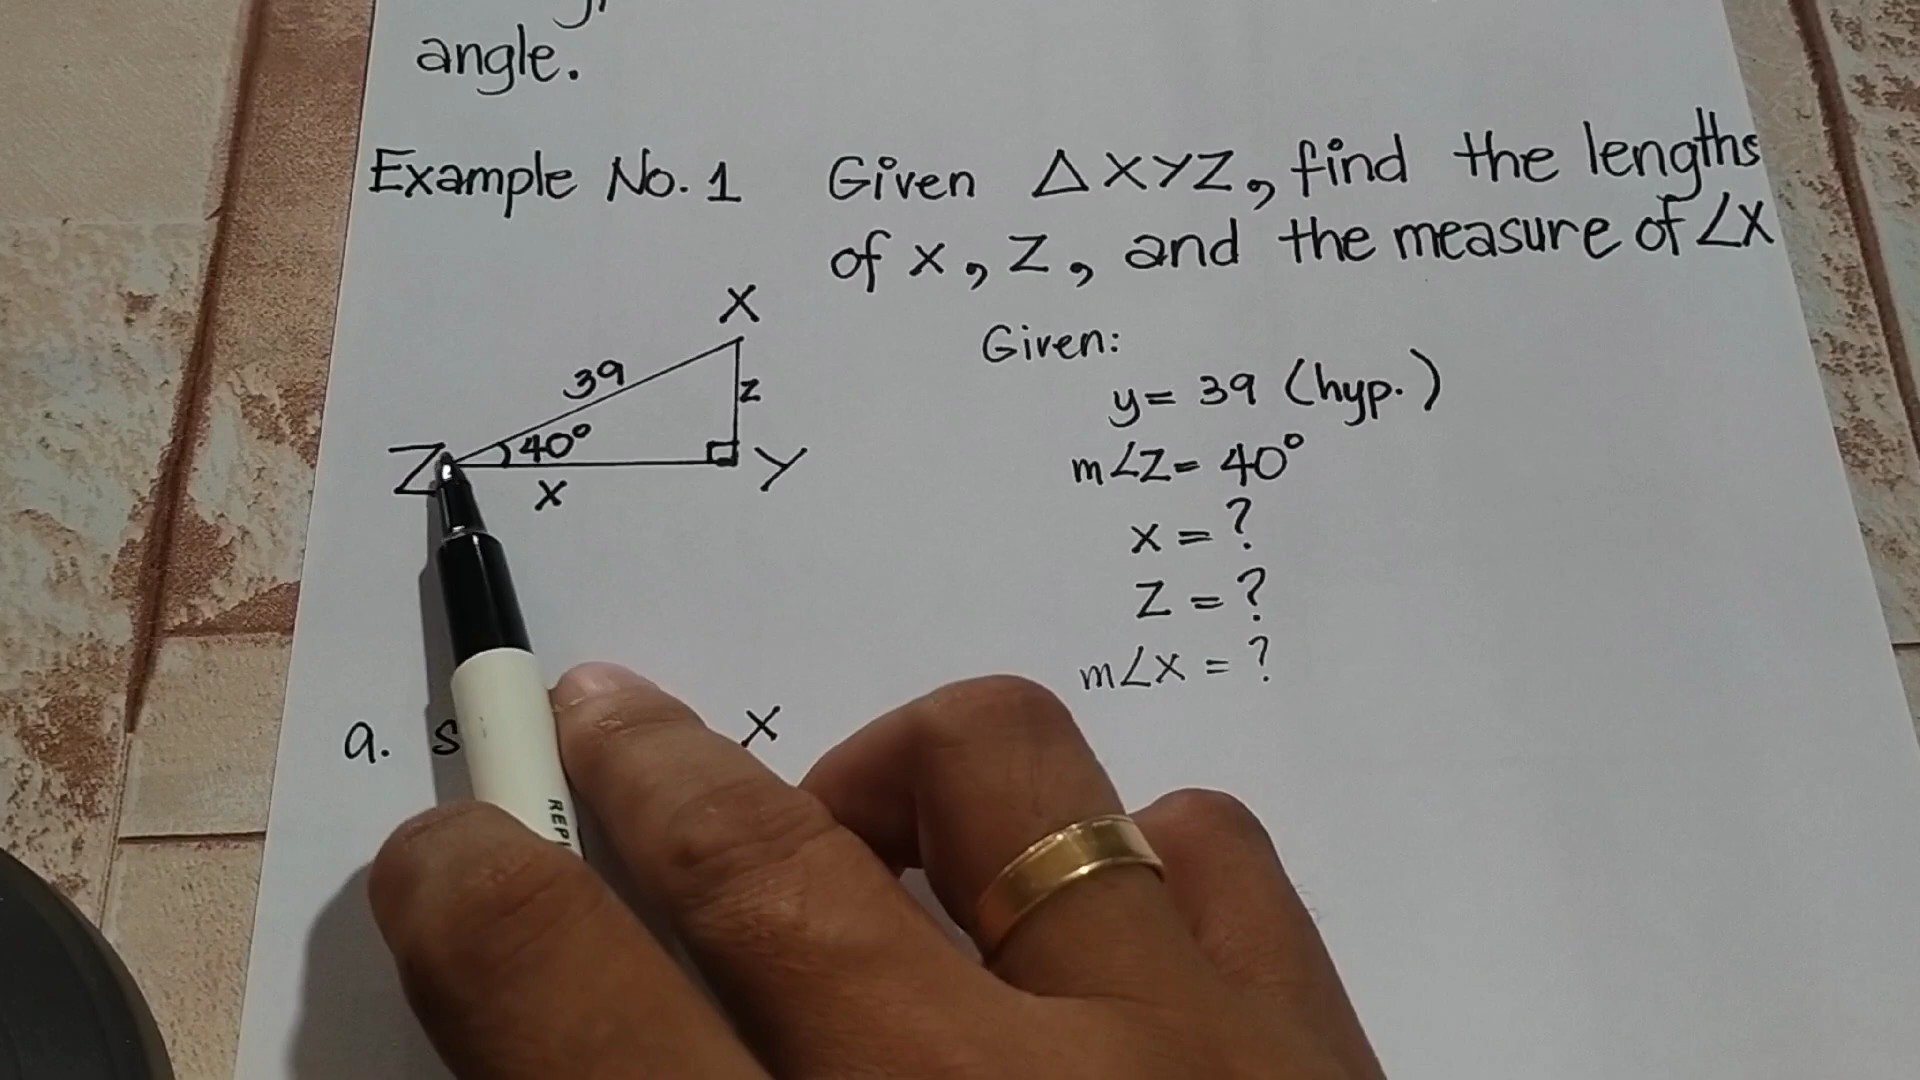 angle.
Example No. 1 Given △XYZ, find the lengths
of x, z, and the measure of ∠X
X
39
z
40°
Z
Y
x
Given:
y = 39 (hyp.)
m∠Z = 40°
x = ?
z = ?
m∠X = ?
a. s x
REP